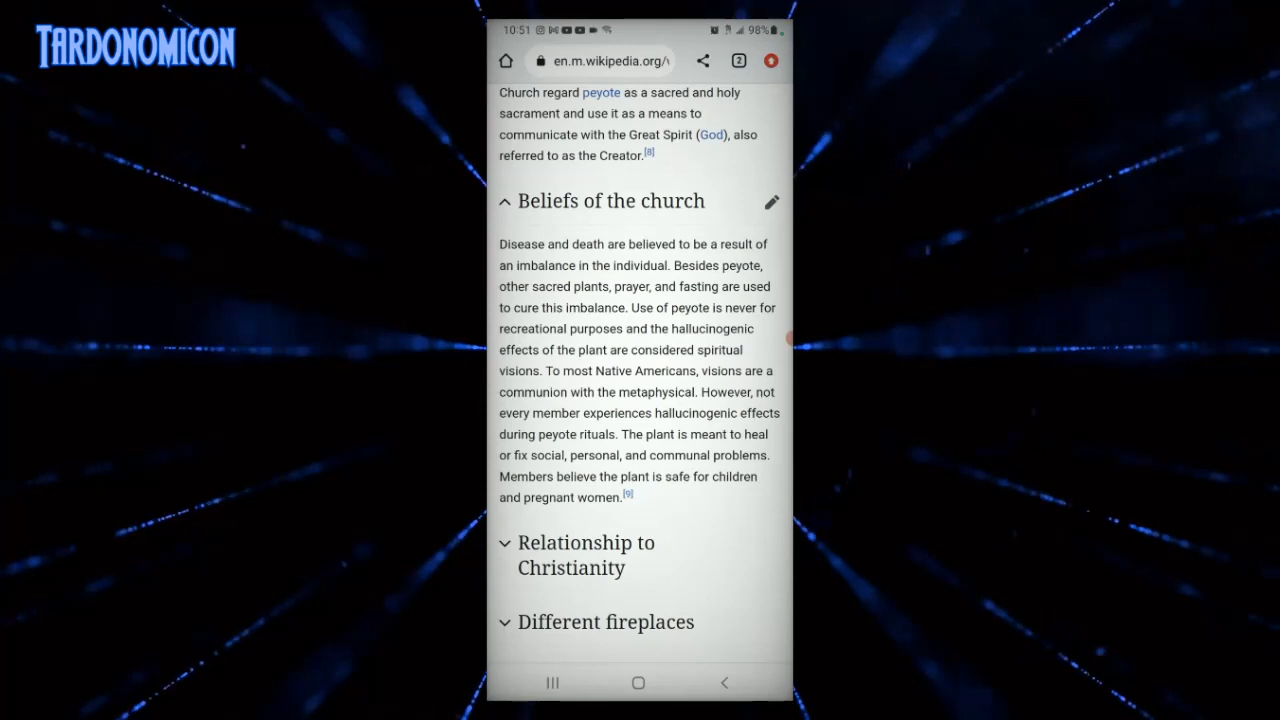 TARDONOMICON
10:51 98%
en.m.wikipedia.org/w 2
Church regard peyote as a sacred and holy
sacrament and use it as a means to
communicate with the Great Spirit (God), also
referred to as the Creator.[8]
Beliefs of the church
Disease and death are believed to be a result of
an imbalance in the individual. Besides peyote,
other sacred plants, prayer, and fasting are used
to cure this imbalance. Use of peyote is never for
recreational purposes and the hallucinogenic
effects of the plant are considered spiritual
visions. To most Native Americans, visions are a
communion with the metaphysical. However, not
every member experiences hallucinogenic effects
during peyote rituals. The plant is meant to heal
or fix social, personal, and communal problems.
Members believe the plant is safe for children
and pregnant women.[9]
Relationship to
Christianity
Different fireplaces